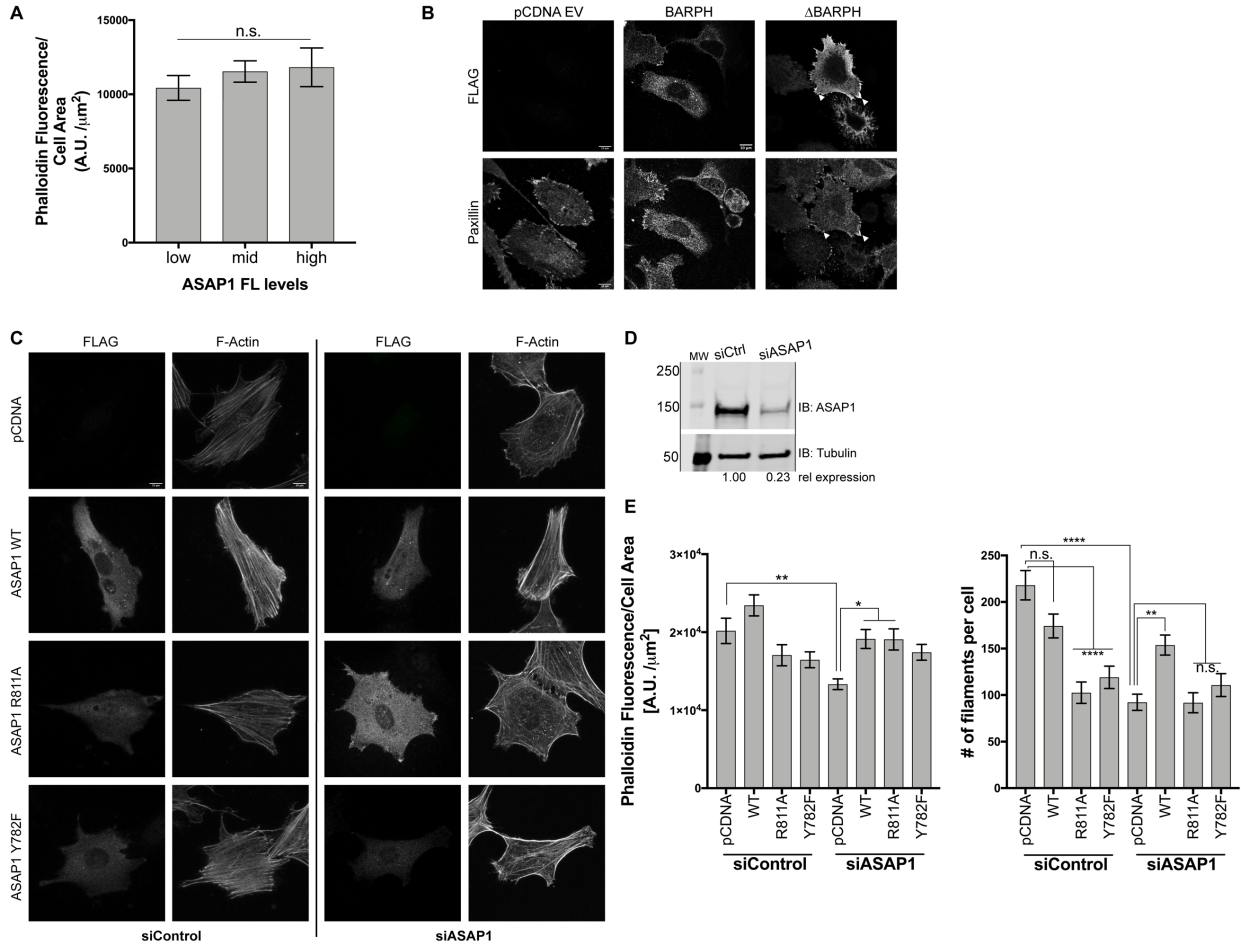 A
15000
10000
5000
0
n.s.
Phalloidin Fluorescence/
Cell Area
(A.U. /μm²)
low mid high
ASAP1 FL levels
B
pCDNA EV BARPH ΔBARPH
FLAG
Paxillin
C
FLAG F-Actin FLAG F-Actin
pCDNA
ASAP1 WT
ASAP1 R811A
ASAP1 Y782F
siControl siASAP1
D
MW siCtrl siASAP1
250
150
IB: ASAP1
50
IB: Tubulin
1.00 0.23 rel expression
E
Phalloidin Fluorescence/Cell Area
[A.U. /μm²]
3×10⁴
2×10⁴
1×10⁴
0
**
*
pCDNA WT R811A Y782F pCDNA WT R811A Y782F
siControl siASAP1
# of filaments per cell
250
200
150
100
50
0
****
n.s.
****
**
n.s.
pCDNA WT R811A Y782F pCDNA WT R811A Y782F
siControl siASAP1